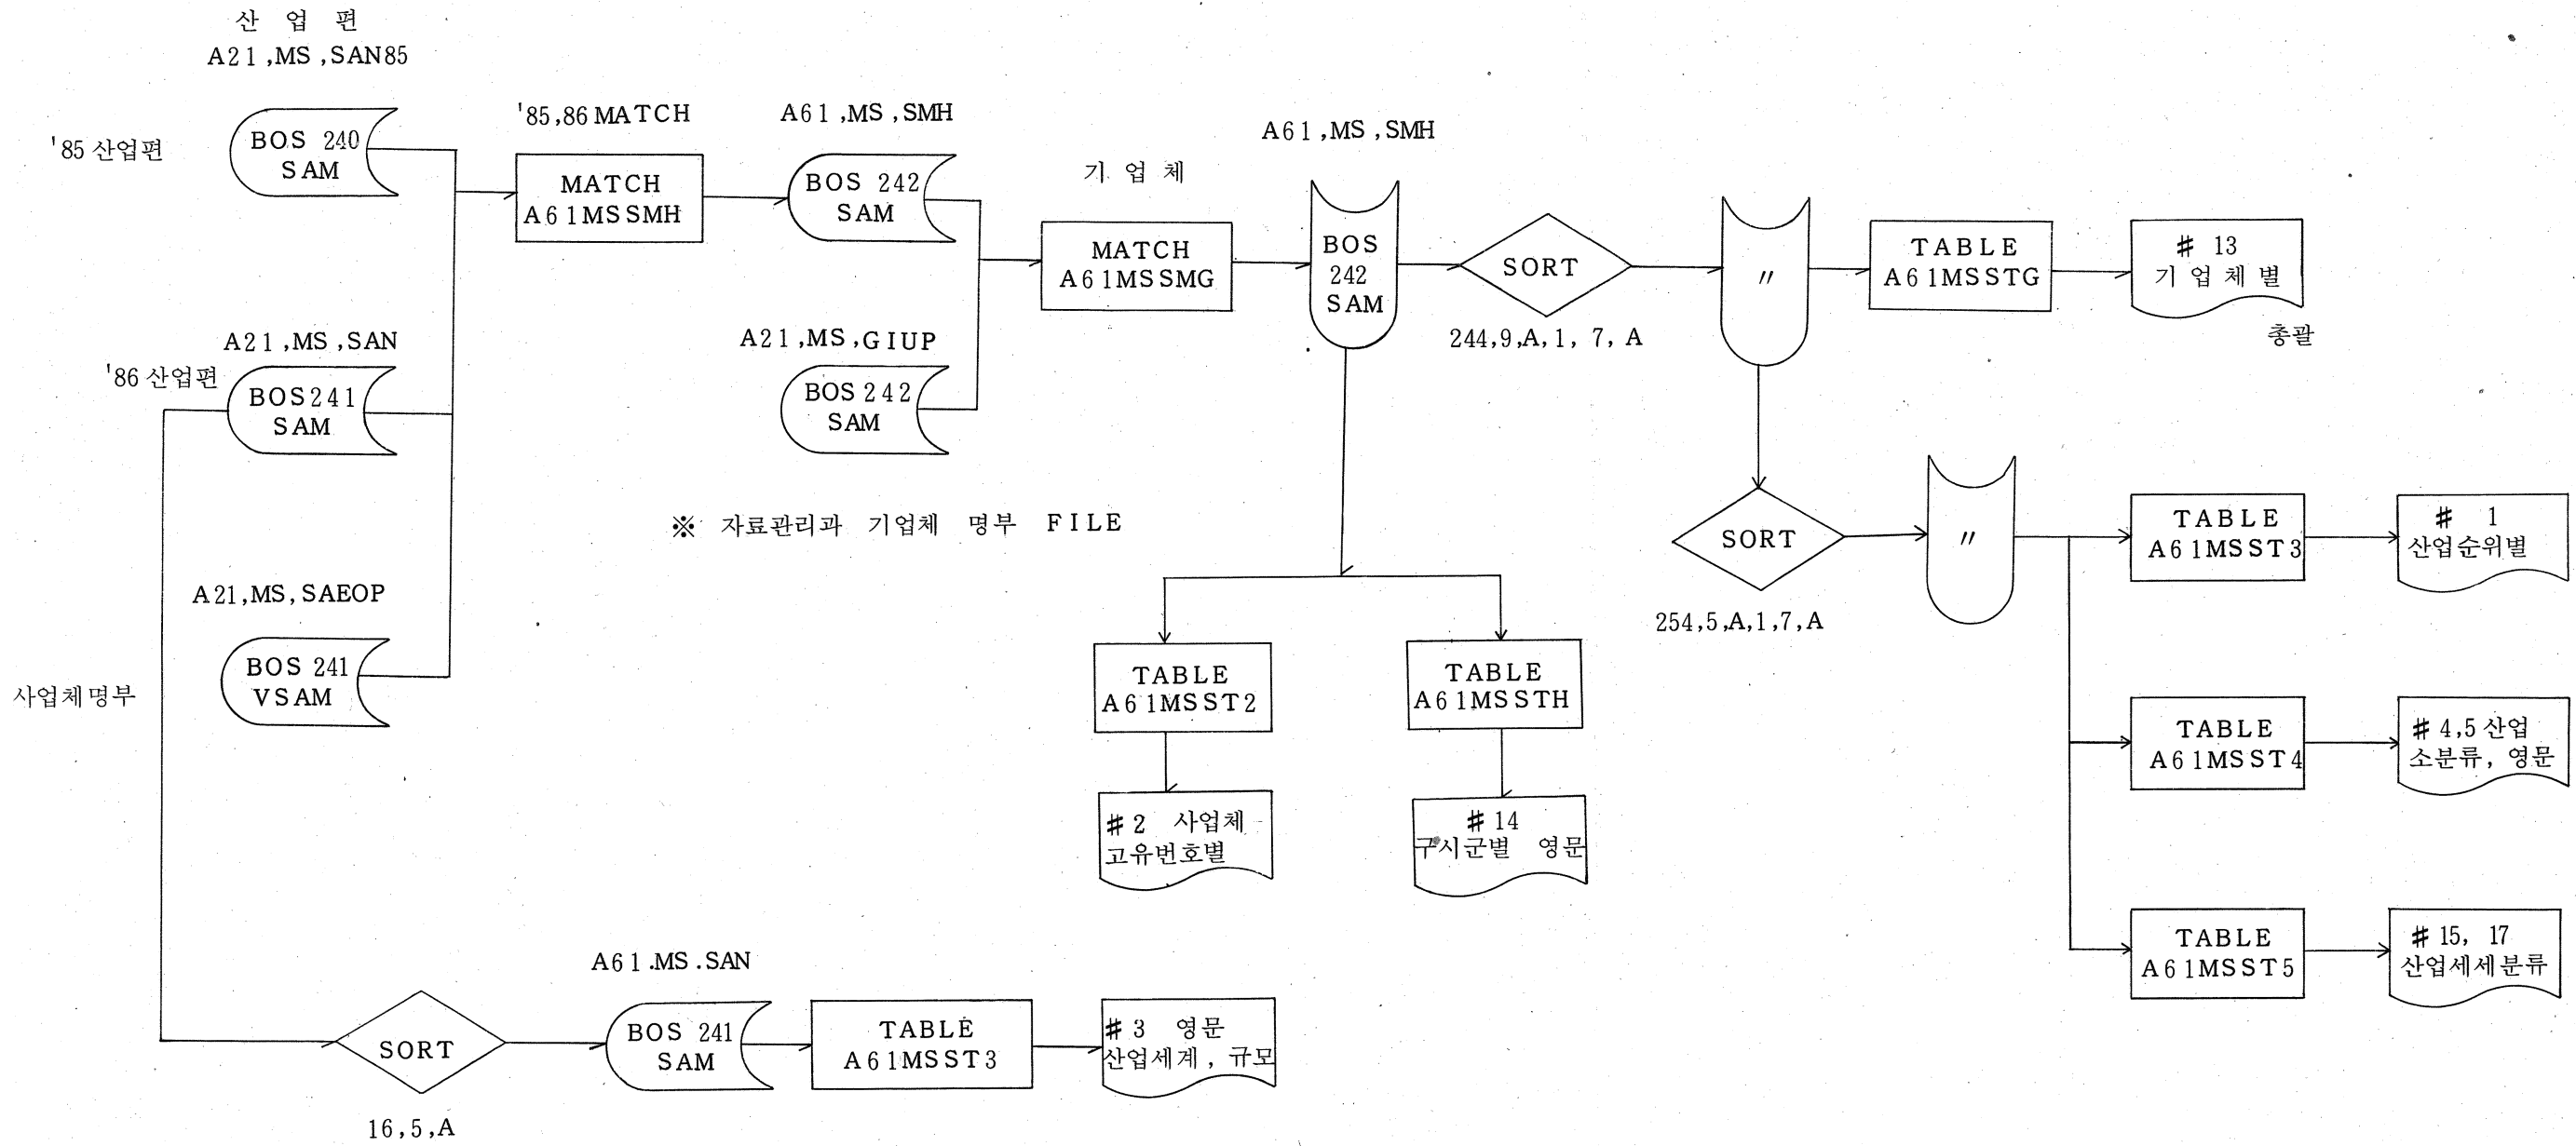 산 업 편
A21,MS,SAN85
'85 산업편
BOS 240
SAM
'85,86 MATCH
MATCH
A61MSSMH
A61,MS,SMH
BOS 242
SAM
기 업 체
MATCH
A61MSSMG
A61,MS,SMH
BOS
242
SAM
SORT
244,9,A,1,7,A
〃
TABLE
A61MSSTG
# 13
기 업 체 별
총괄
A21,MS,SAN
'86 산업편
BOS241
SAM
A21,MS,GIUP
BOS 242
SAM
※ 자료관리과 기업체 명부 FILE
SORT
254,5,A,1,7,A
〃
TABLE
A61MSST3
# 1
산업순위별
A21,MS,SAEOP
사업체명부
BOS 241
VSAM
TABLE
A61MSST2
TABLE
A61MSSTH
TABLE
A61MSST4
# 4,5 산업
소분류, 영문
# 2 사업체
고유번호별
# 14
구시군별 영문
TABLE
A61MSST5
# 15, 17
산업세세분류
SORT
16,5,A
A61.MS.SAN
BOS 241
SAM
TABLE
A61MSST3
# 3 영문
산업세계, 규모